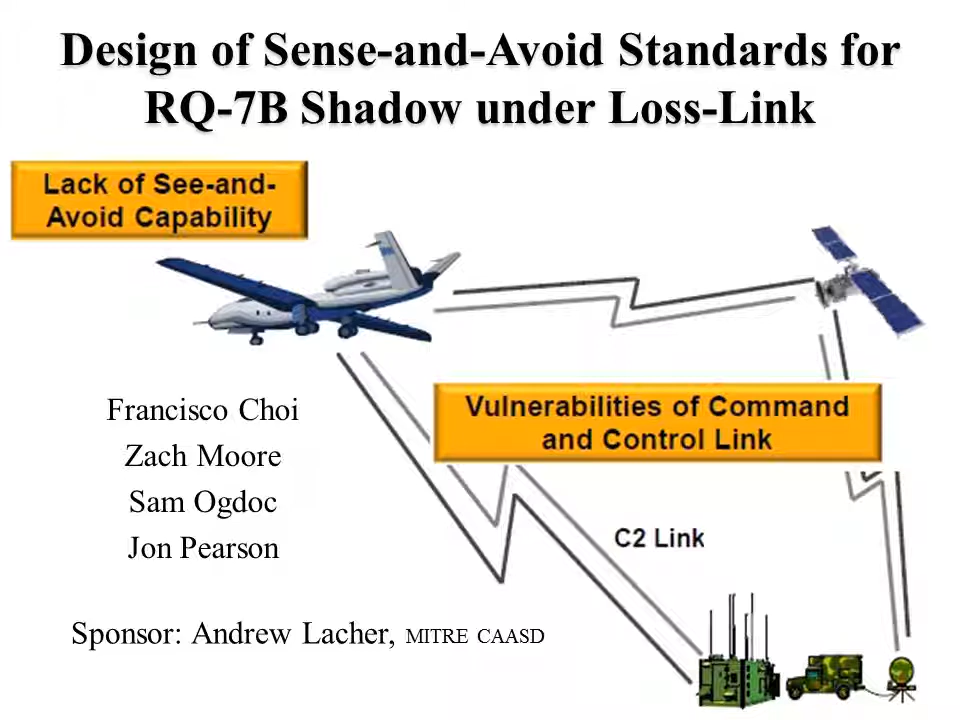 Design of Sense-and-Avoid Standards for
RQ-7B Shadow under Loss-Link
Lack of See-and-
Avoid Capability
Francisco Choi
Zach Moore
Sam Ogdoc
Jon Pearson
Vulnerabilities of Command
and Control Link
C2 Link
Sponsor: Andrew Lacher, MITRE CAASD